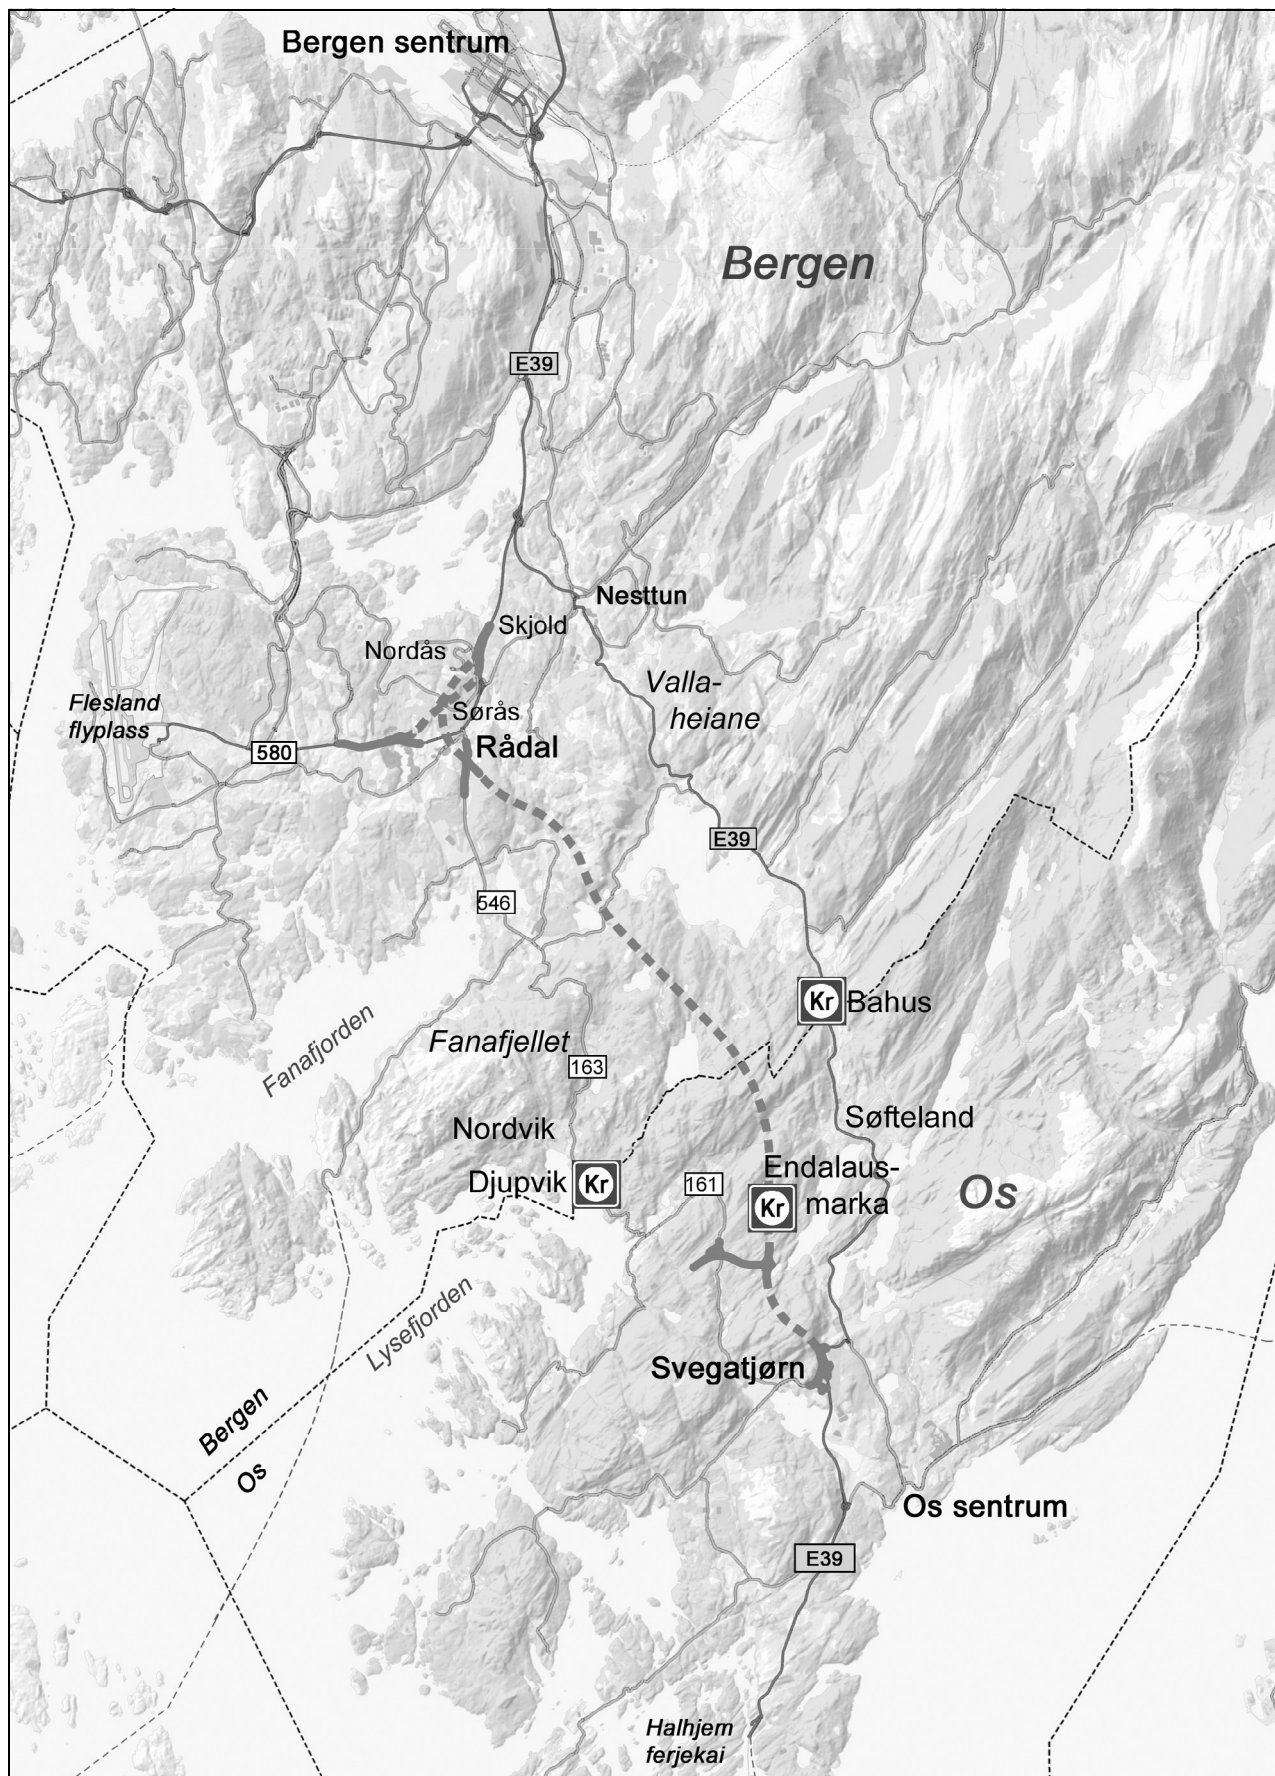 Bergen sentrum
Bergen
E39
Nesttun
Skjold
Nordås
Valla-
heiane
Flesland
flyplass
Sørås
580
Rådal
E39
546
Kr
Bahus
Fanafjorden
Fanafjellet
163
Søfteland
Nordvik
Djupvik
Kr
161
Endalaus-
marka
Kr
Os
Lysefjorden
Svegatjørn
Bergen
Os
Os sentrum
E39
Halhjem
ferjekai